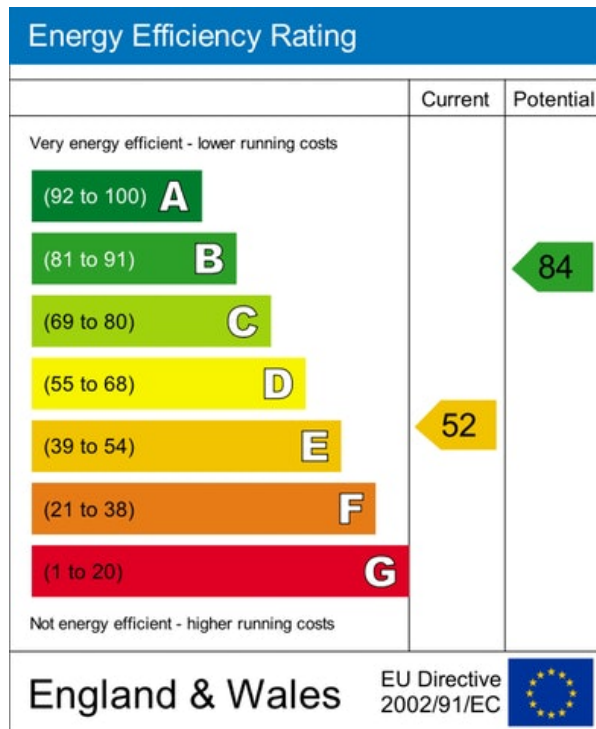 Energy Efficiency Rating
Current Potential
Very energy efficient - lower running costs
(92 to 100) A
(81 to 91) B
84
(69 to 80) C
(55 to 68) D
(39 to 54) E
52
(21 to 38) F
(1 to 20) G
Not energy efficient - higher running costs
England & Wales
EU Directive
2002/91/EC